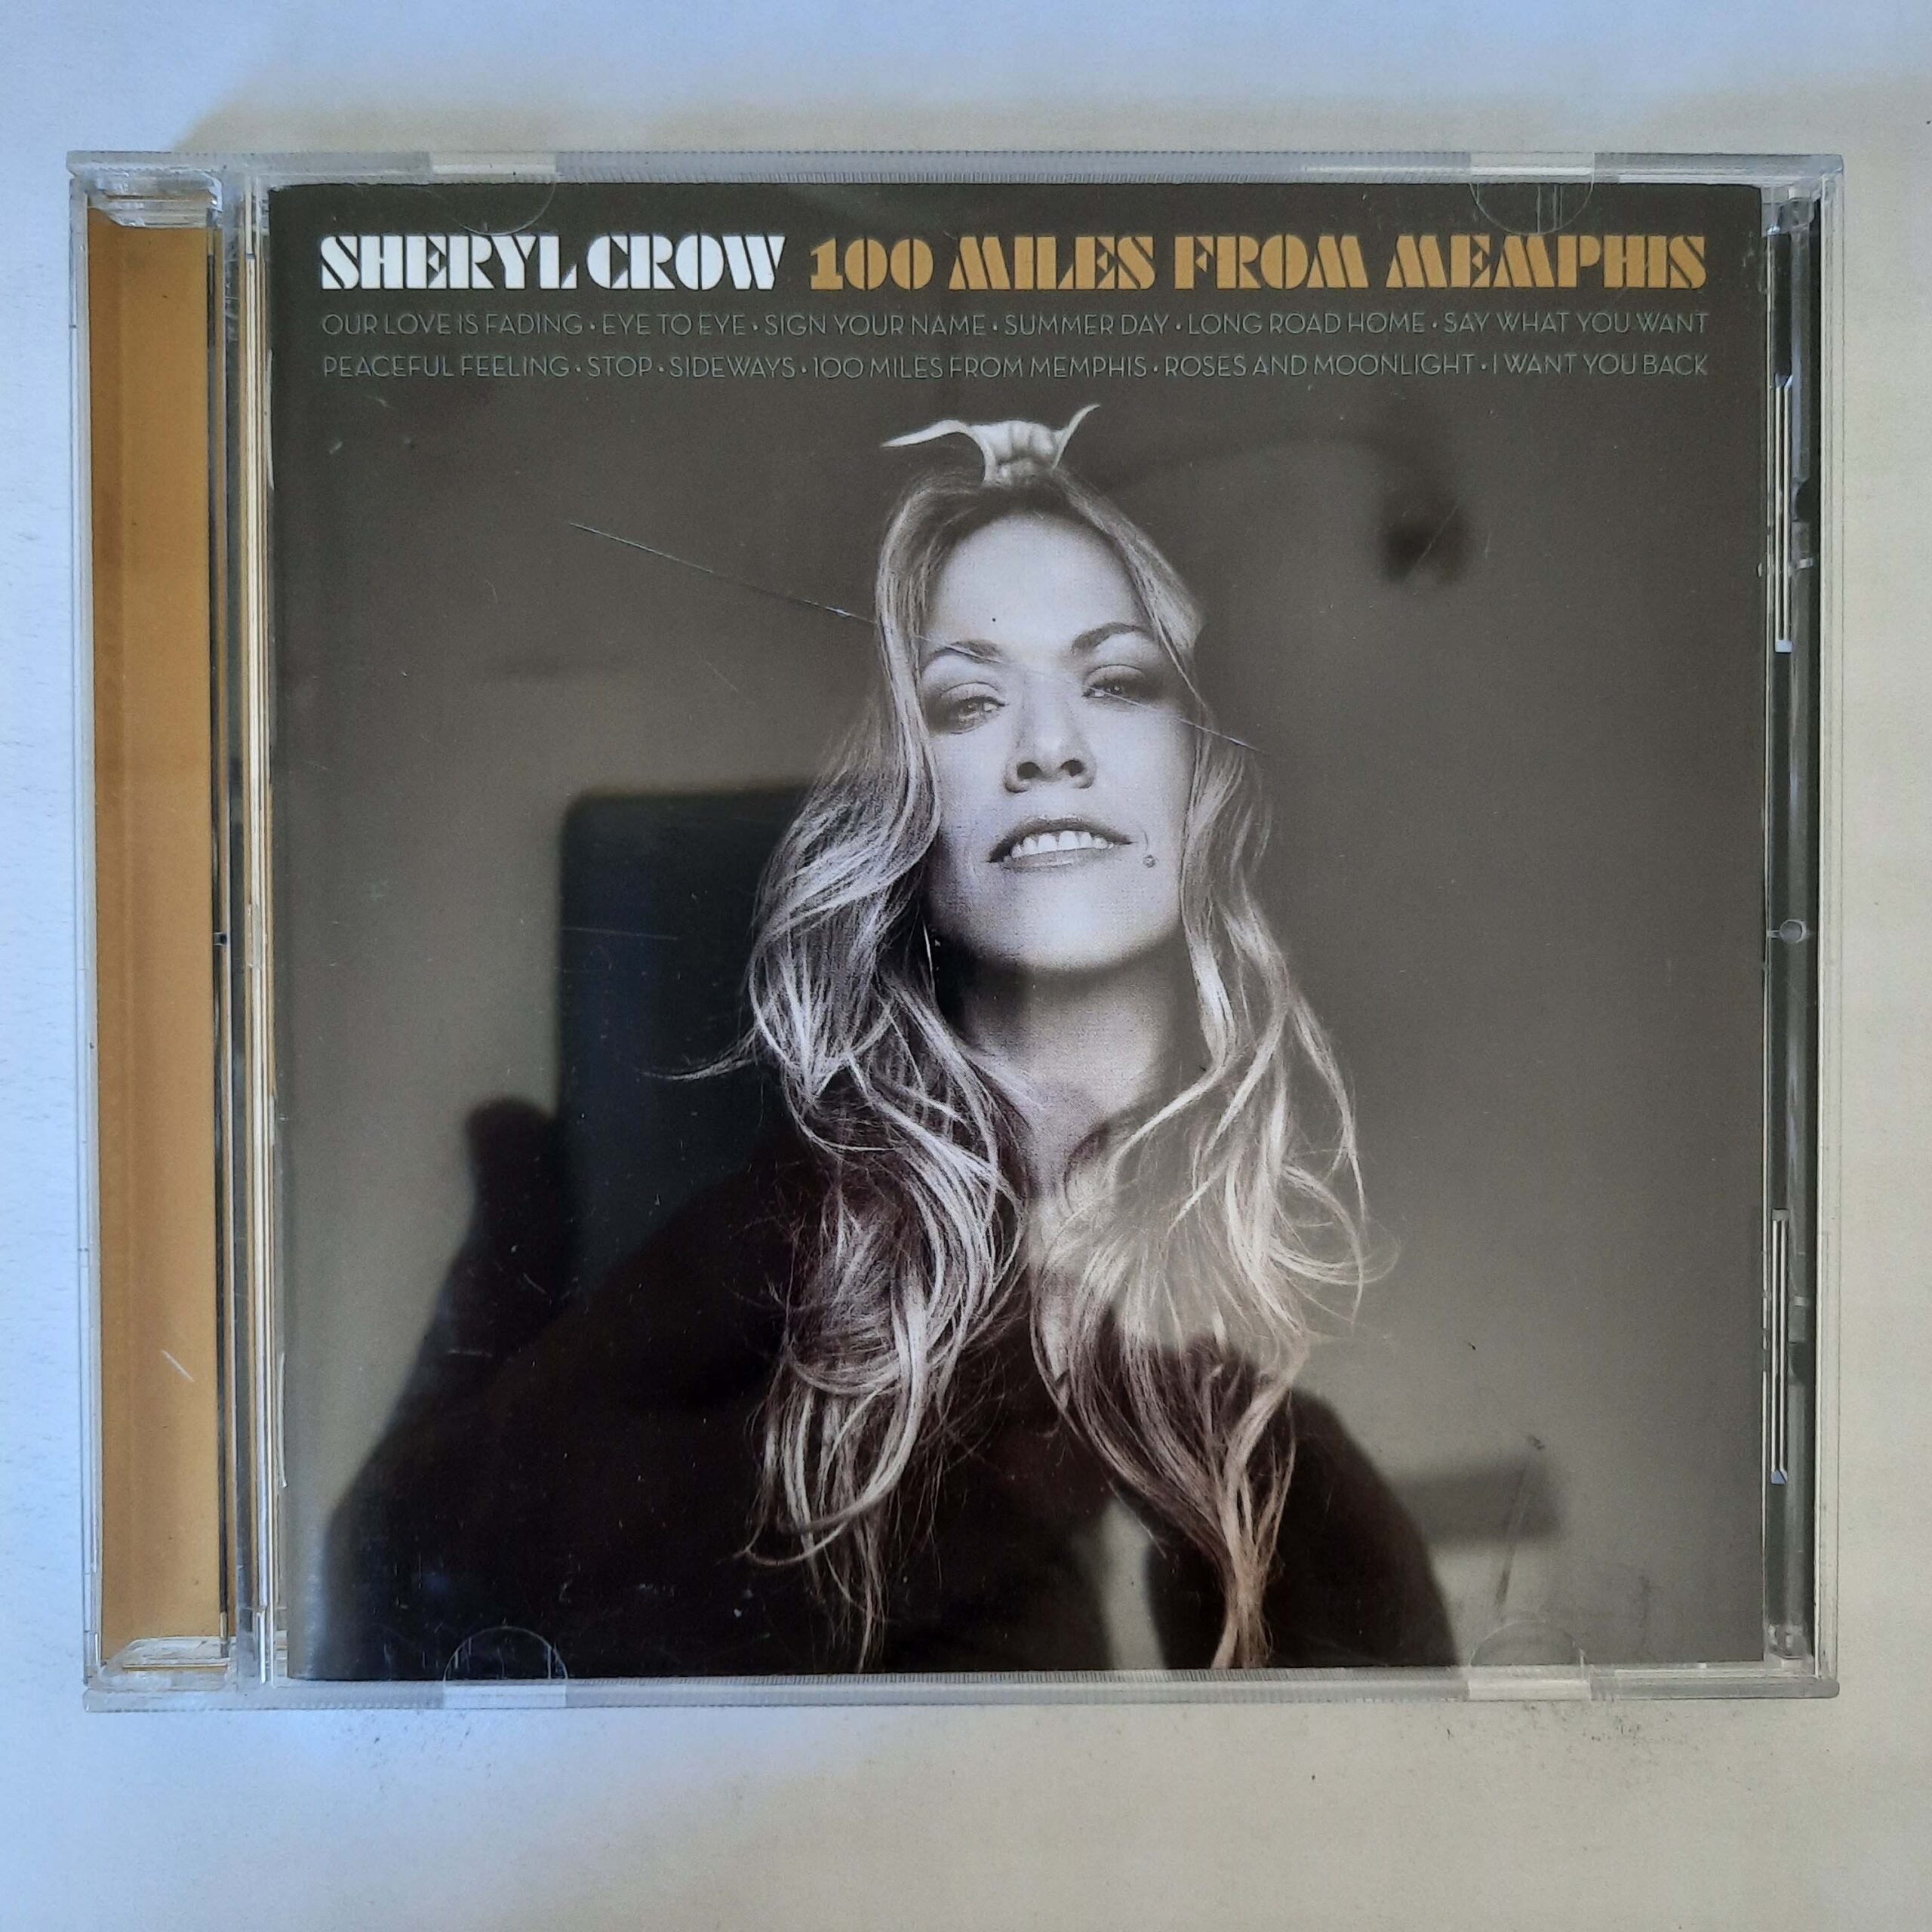 SHERYL CROW 100 MILES FROM MEMPHIS
OUR LOVE IS FADING • EYE TO EYE • SIGN YOUR NAME • SUMMER DAY • LONG ROAD HOME • SAY WHAT YOU WANT
PEACEFUL FEELING • STOP • SIDEWAYS • 100 MILES FROM MEMPHIS • ROSES AND MOONLIGHT • I WANT YOU BACK